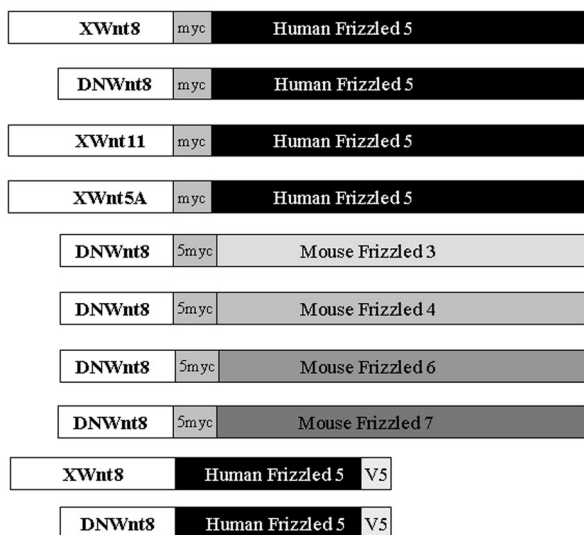 XWnt8 myc Human Frizzled 5
DNWnt8 myc Human Frizzled 5
XWnt11 myc Human Frizzled 5
XWnt5A myc Human Frizzled 5
DNWnt8 5myc Mouse Frizzled 3
DNWnt8 5myc Mouse Frizzled 4
DNWnt8 5myc Mouse Frizzled 6
DNWnt8 5myc Mouse Frizzled 7
XWnt8 Human Frizzled 5 V5
DNWnt8 Human Frizzled 5 V5